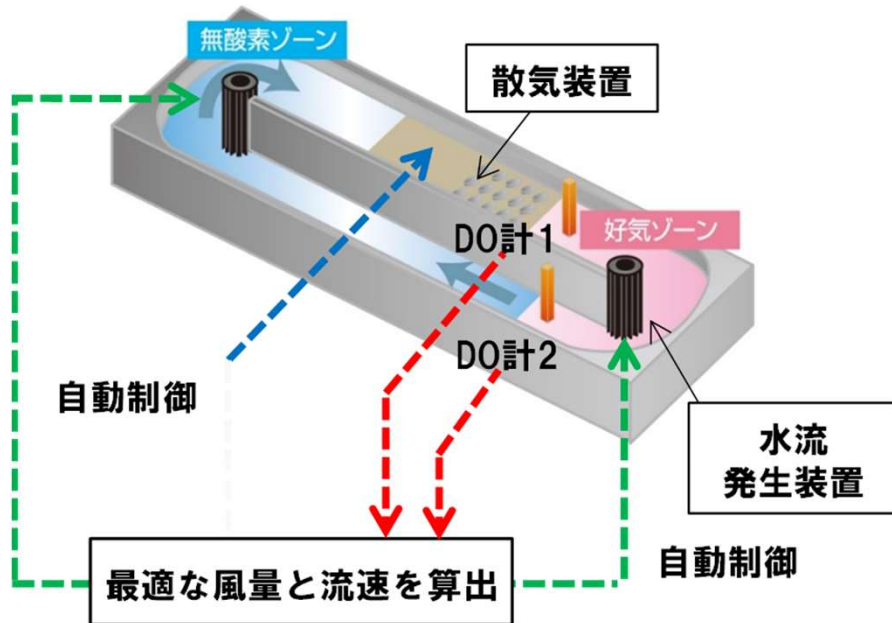 無酸素ゾーン
散気装置
DO計1
好気ゾーン
DO計2
自動制御
水流
発生装置
最適な風量と流速を算出
自動制御